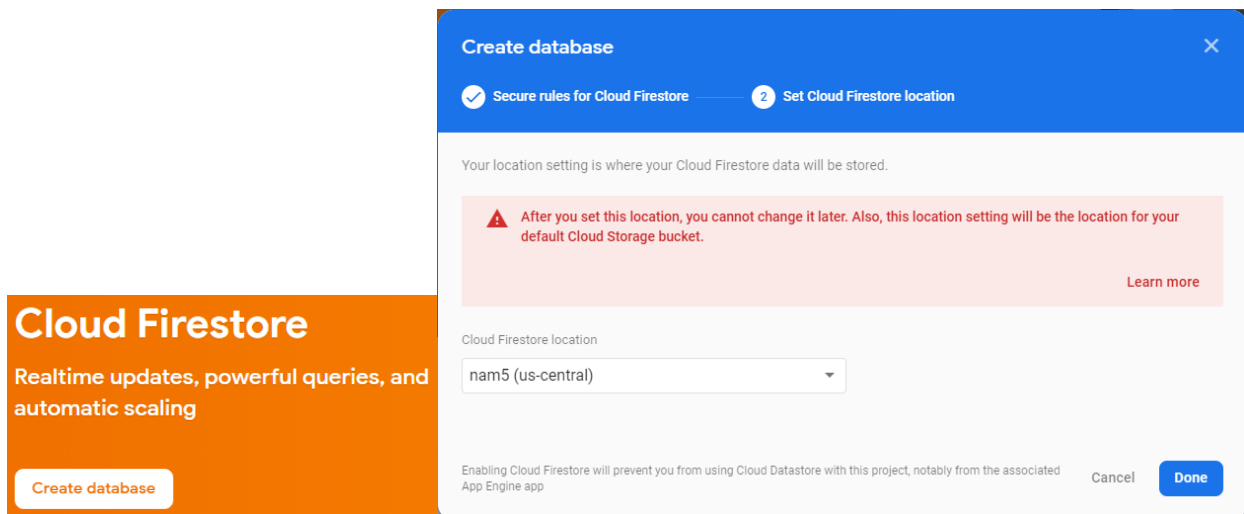 Cloud Firestore
Realtime updates, powerful queries, and
automatic scaling
Create database
Create database
Secure rules for Cloud Firestore
2 Set Cloud Firestore location
Your location setting is where your Cloud Firestore data will be stored.
After you set this location, you cannot change it later. Also, this location setting will be the location for your
default Cloud Storage bucket.
Learn more
Cloud Firestore location
nam5 (us-central)
Enabling Cloud Firestore will prevent you from using Cloud Datastore with this project, notably from the associated
App Engine app
Cancel
Done